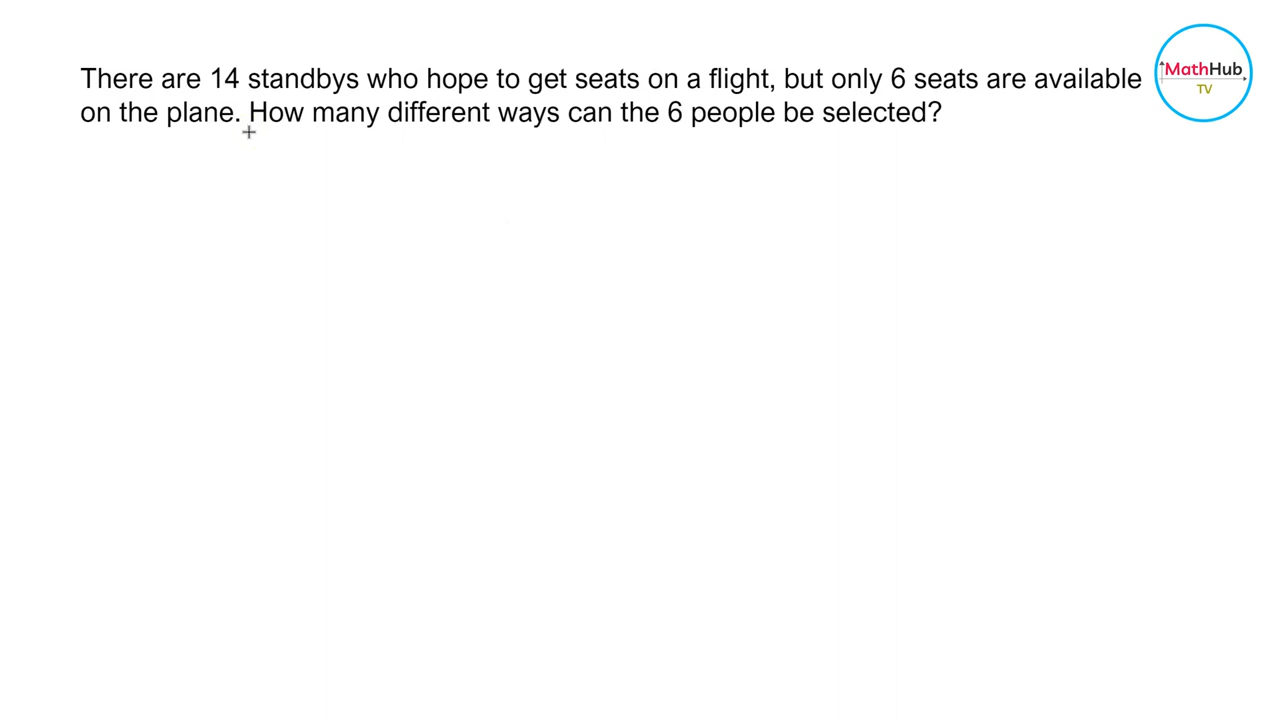 There are 14 standbys who hope to get seats on a flight, but only 6 seats are available
on the plane. How many different ways can the 6 people be selected?
MathHub
TV